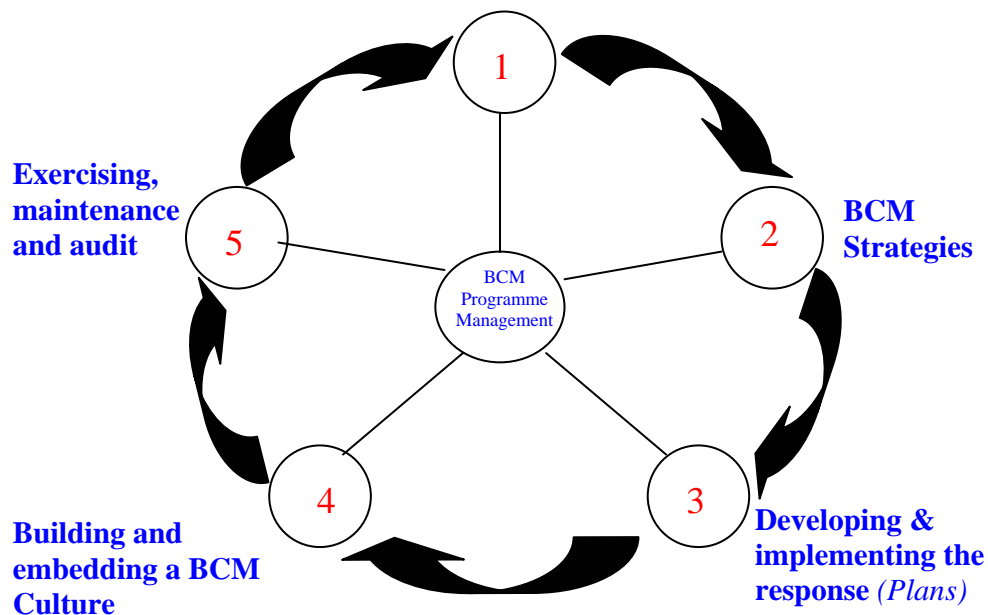 1
2
BCM
Strategies
3
Developing &
implementing the
response (Plans)
4
Building and
embedding a BCM
Culture
5
Exercising,
maintenance
and audit
BCM
Programme
Management